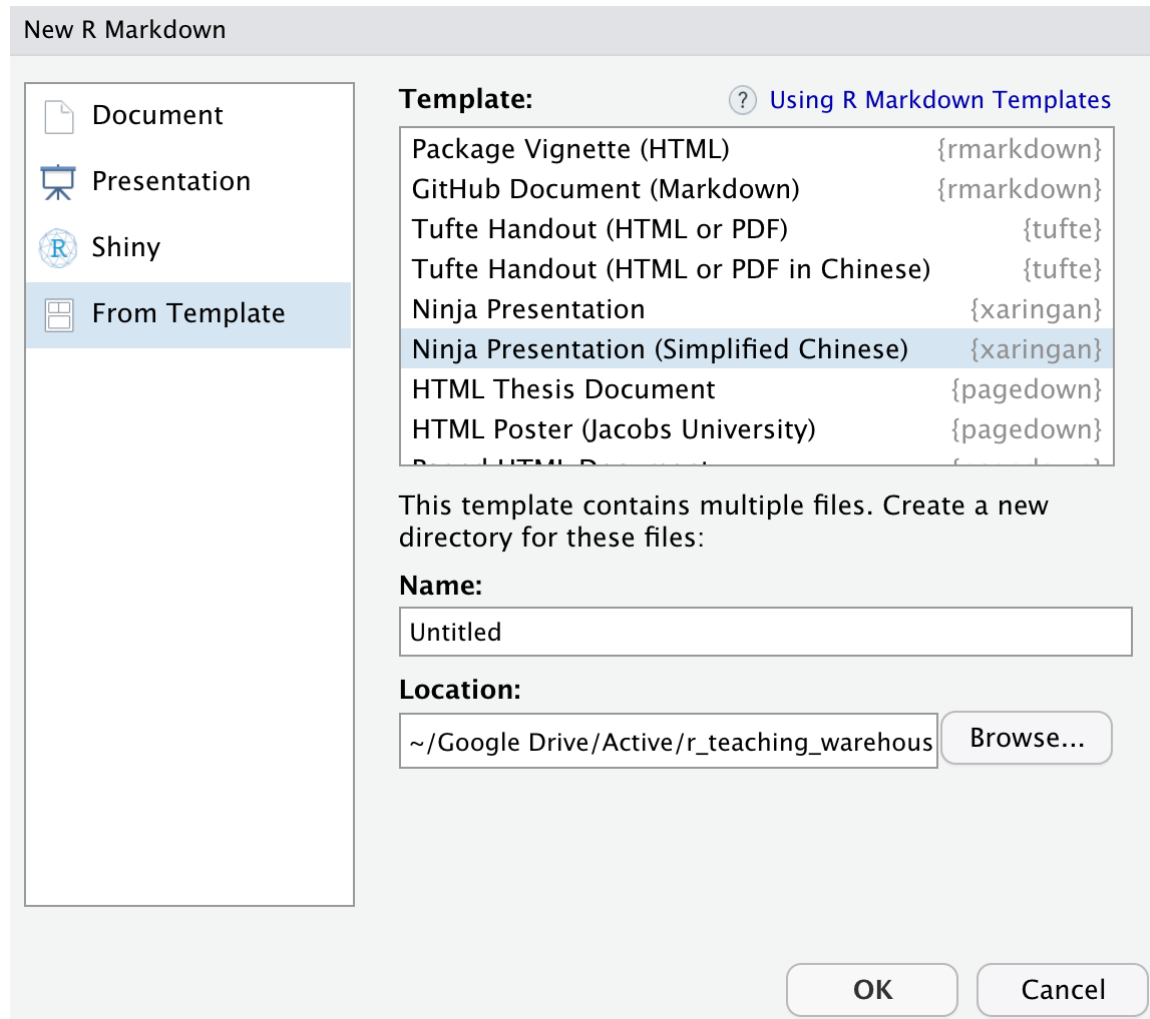 New R Markdown
Document
Presentation
Shiny
From Template
Template:
? Using R Markdown Templates
Package Vignette (HTML) {rmarkdown}
GitHub Document (Markdown) {rmarkdown}
Tufte Handout (HTML or PDF) {tufte}
Tufte Handout (HTML or PDF in Chinese) {tufte}
Ninja Presentation {xaringan}
Ninja Presentation (Simplified Chinese) {xaringan}
HTML Thesis Document {pagedown}
HTML Poster (Jacobs University) {pagedown}
This template contains multiple files. Create a new
directory for these files:
Name:
Untitled
Location:
~/Google Drive/Active/r_teaching_warehous
Browse...
OK
Cancel